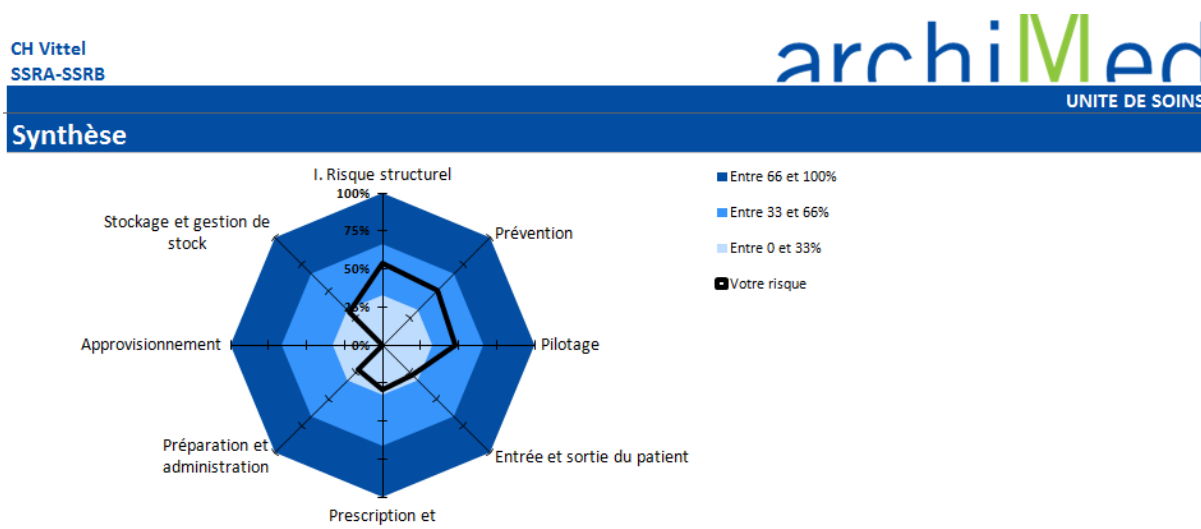 CH Vittel
SSRA-SSRB
archiMed
UNITE DE SOINS
Synthèse
I. Risque structurel
100%
75%
50%
25%
0%
Prévention
Pilotage
Entrée et sortie du patient
Prescription et
Préparation et
administration
Approvisionnement
Stockage et gestion de
stock
Entre 66 et 100%
Entre 33 et 66%
Entre 0 et 33%
Votre risque